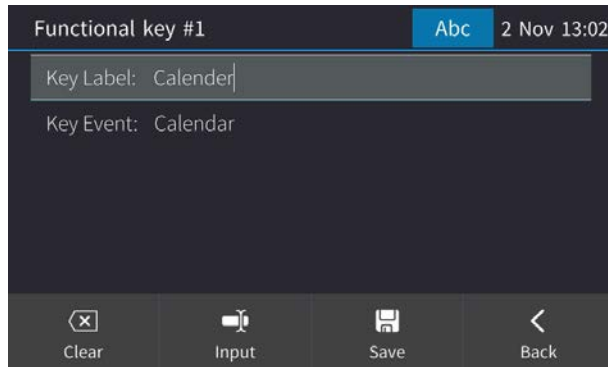 Functional key #1 Abc 2 Nov 13:02
Key Label: Calender
Key Event: Calendar
Clear Input Save Back